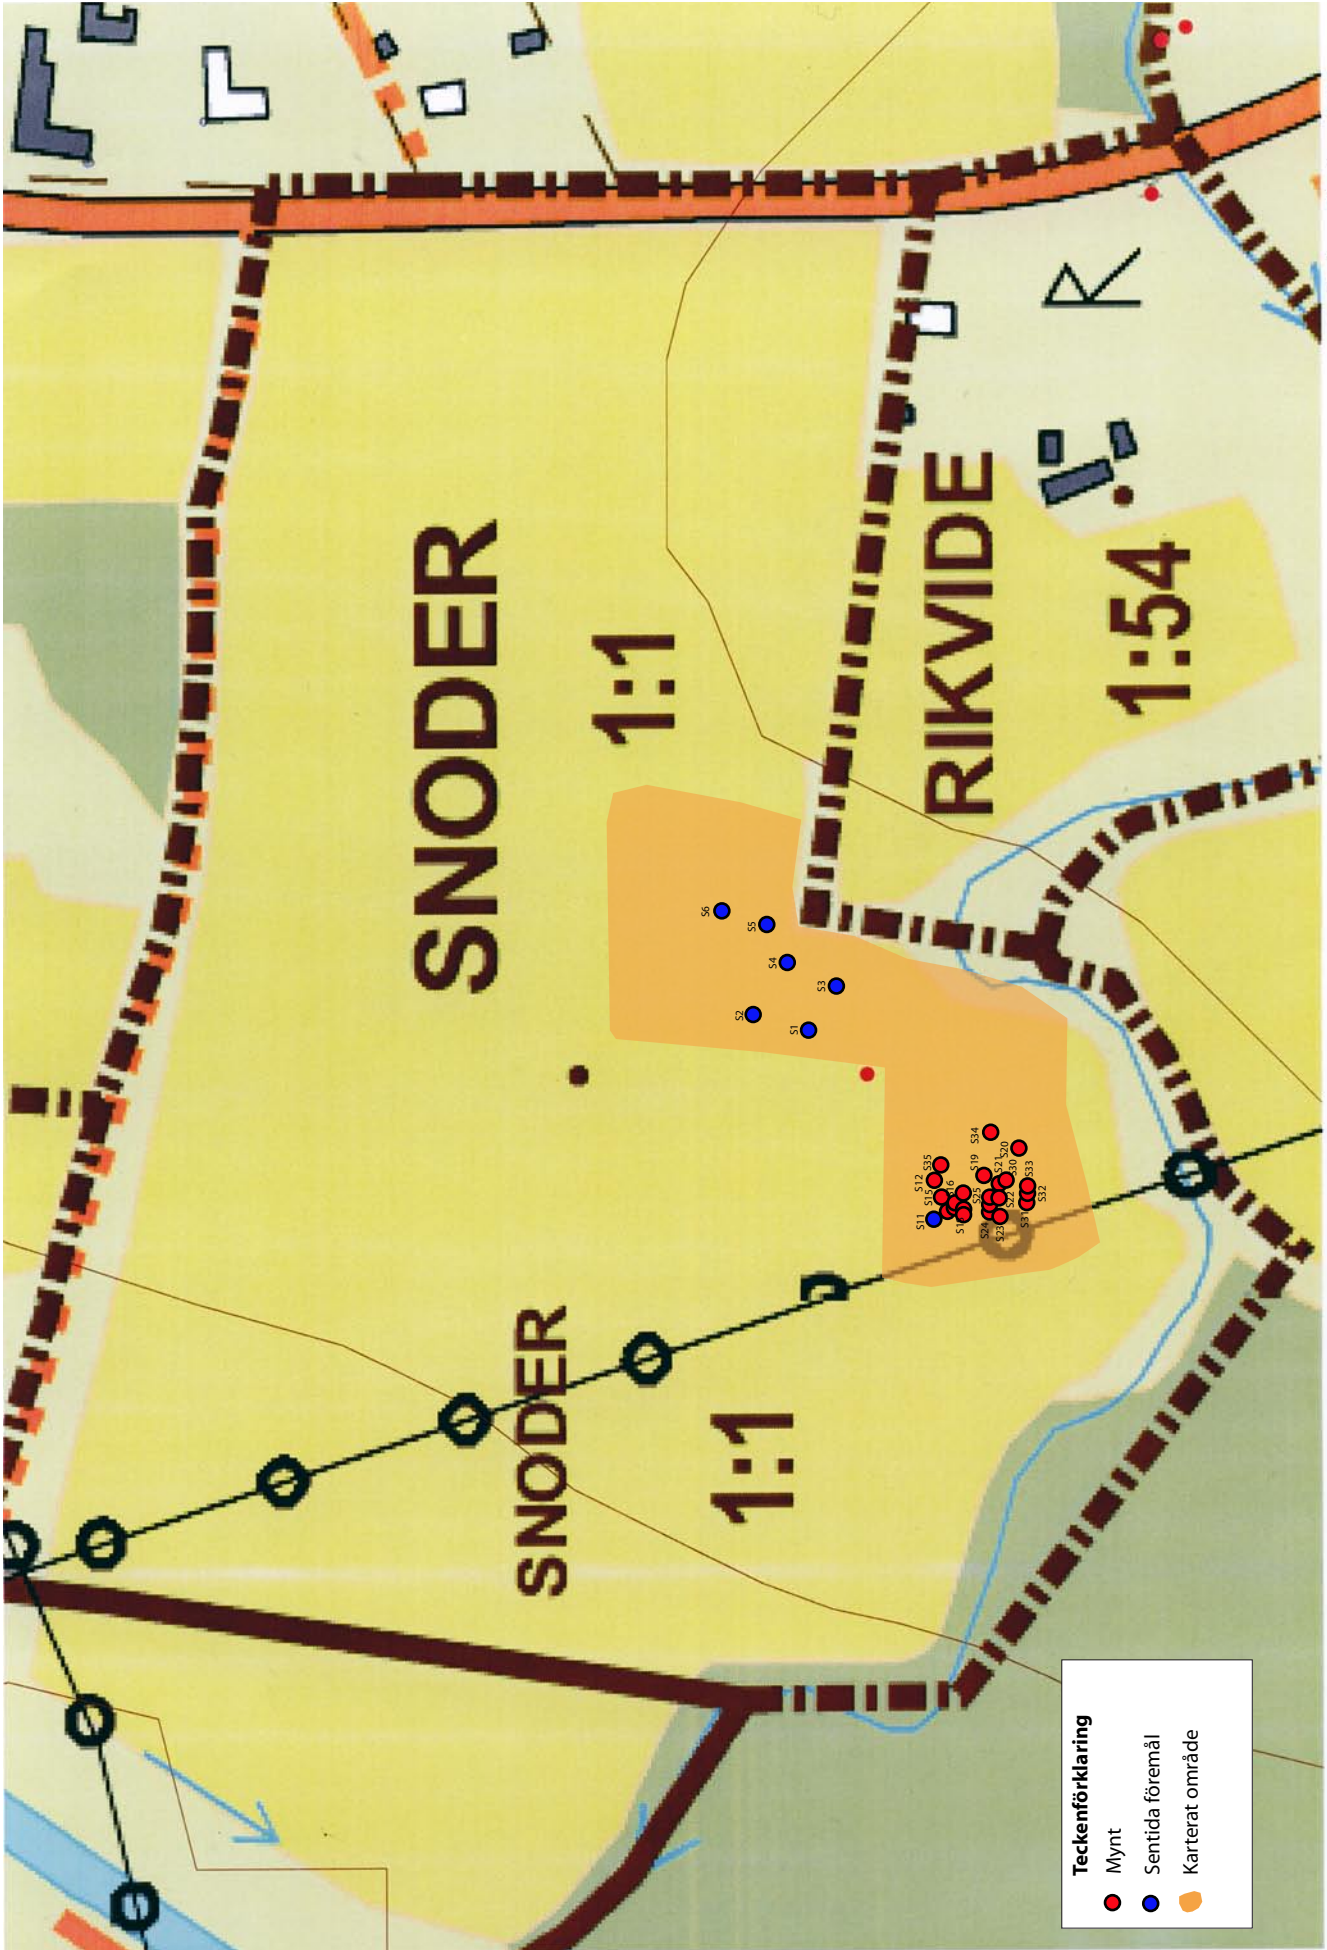 SNODER
1:1
RIKVIDE
1:54
R
SNODER
1:1
S6
S5
S4
S3
S2
S1
S34
S20
S35
S19
S21
S30
S33
S12
S15
S25
S22
S32
S11
S24
S23
S31
Teckenförklaring
Mynt
Sentida föremål
Karterat område